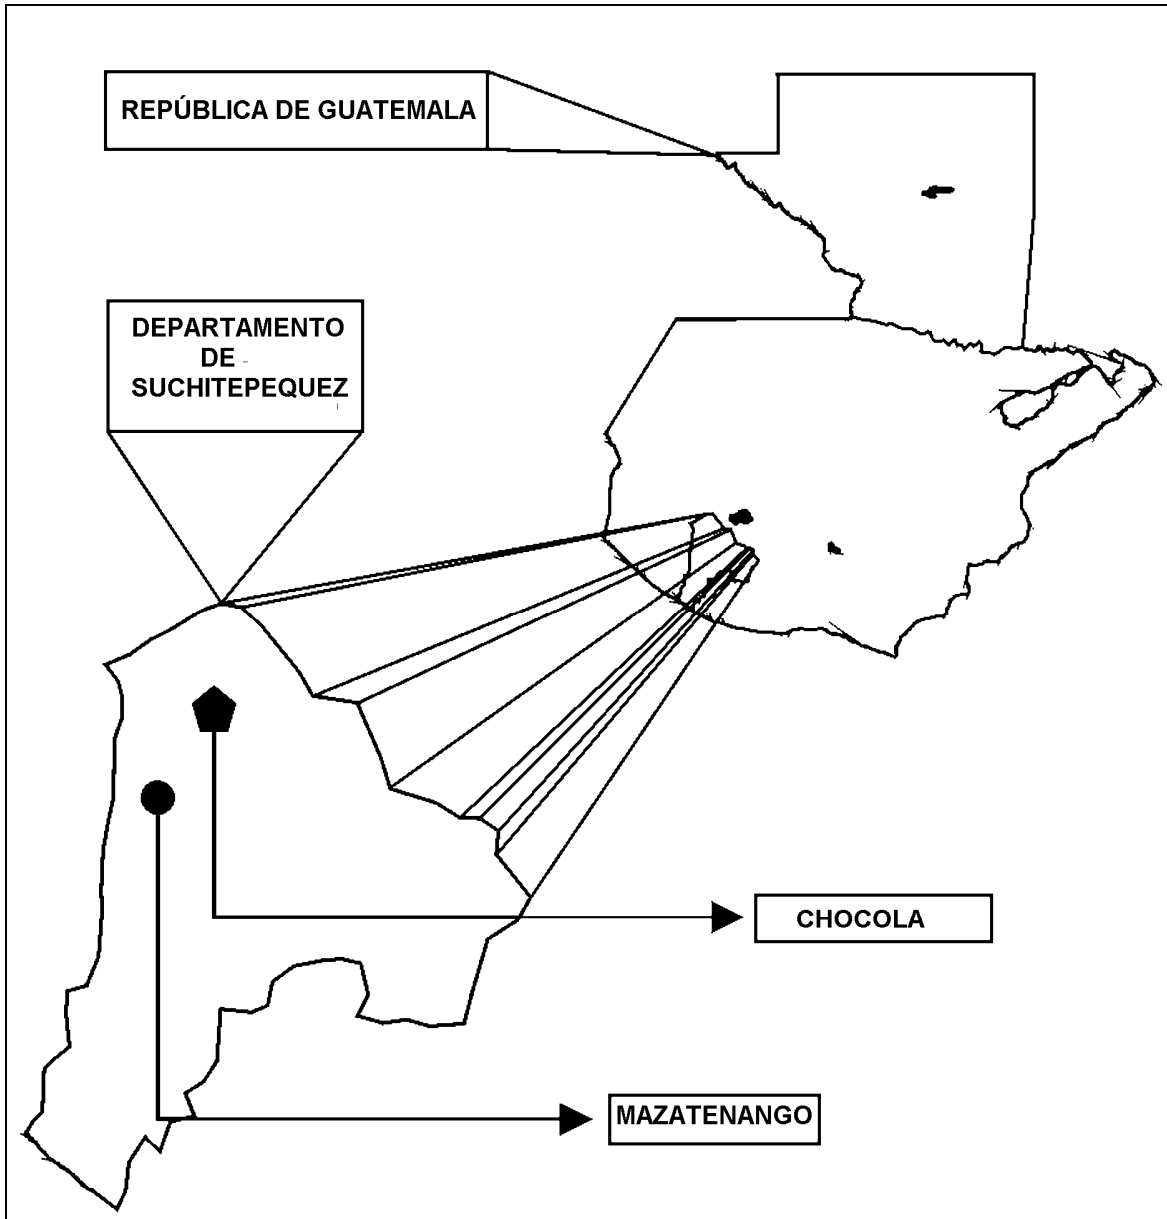 REPÚBLICA DE GUATEMALA
DEPARTAMENTO
DE
SUCHITEPEQUEZ
CHOCOLA
MAZATENANGO